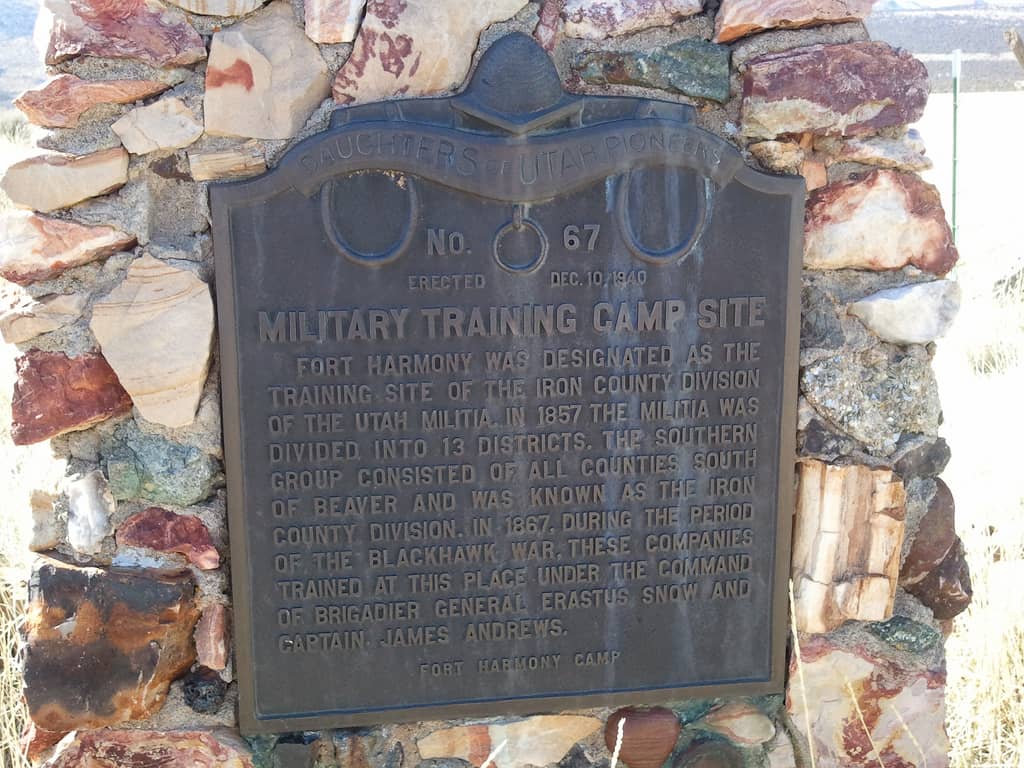 DAUGHTERS OF UTAH PIONEERS
No. 67
ERECTED DEC. 10, 1940
MILITARY TRAINING CAMP SITE
FORT HARMONY WAS DESIGNATED AS THE
TRAINING SITE OF THE IRON COUNTY DIVISION
OF THE UTAH MILITIA. IN 1857 THE MILITIA WAS
DIVIDED INTO 13 DISTRICTS. THE SOUTHERN
GROUP CONSISTED OF ALL COUNTIES SOUTH
OF BEAVER AND WAS KNOWN AS THE IRON
COUNTY DIVISION. IN 1867, DURING THE PERIOD
OF THE BLACKHAWK WAR, THESE COMPANIES
TRAINED AT THIS PLACE UNDER THE COMMAND
OF BRIGADIER GENERAL ERASTUS SNOW AND
CAPTAIN JAMES ANDREWS.
FORT HARMONY CAMP